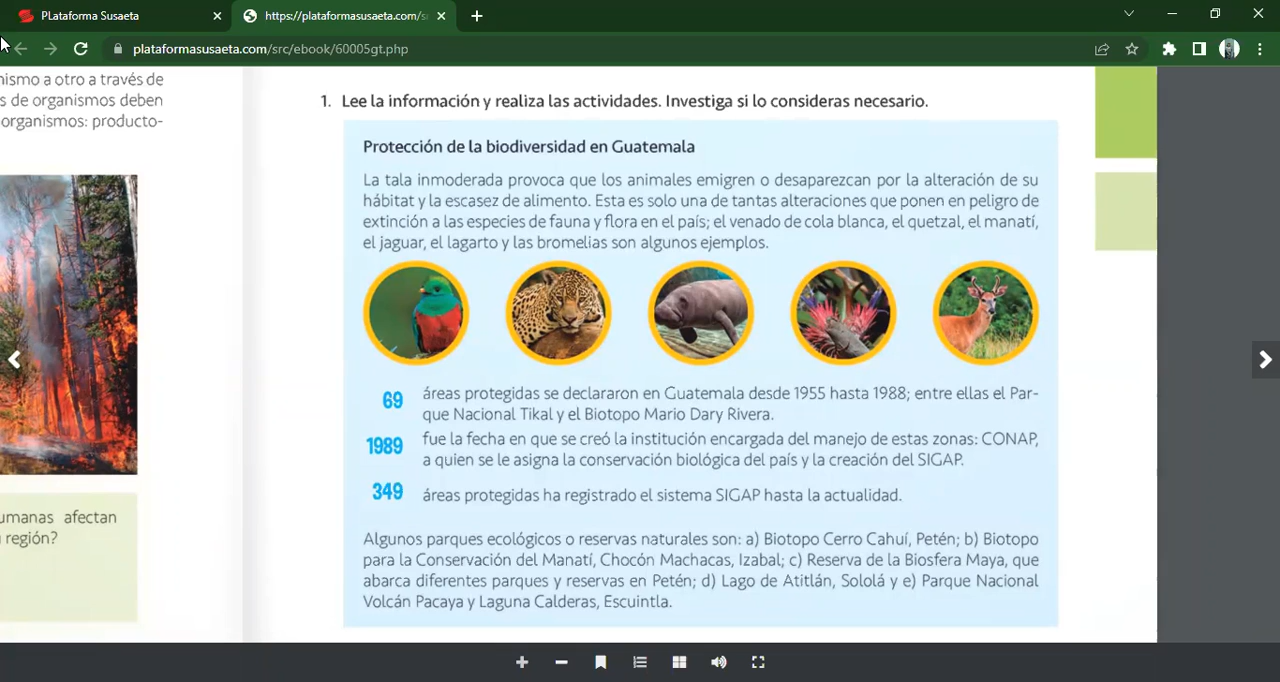 PLataforma Susaeta
https://plataformasusaeta.com/s
plataformasusaeta.com/src/ebook/60005gt.php
nismo a otro a través de
s de organismos deben
organismos: producto-
umanas afectan
región?
1. Lee la información y realiza las actividades. Investiga si lo consideras necesario.
Protección de la biodiversidad en Guatemala
La tala inmoderada provoca que los animales emigren o desaparezcan por la alteración de su
hábitat y la escasez de alimento. Esta es solo una de tantas alteraciones que ponen en peligro de
extinción a las especies de fauna y flora en el país; el venado de cola blanca, el quetzal, el manatí,
el jaguar, el lagarto y las bromelias son algunos ejemplos.
69 áreas protegidas se declararon en Guatemala desde 1955 hasta 1988; entre ellas el Par-
que Nacional Tikal y el Biotopo Mario Dary Rivera.
1989 fue la fecha en que se creó la institución encargada del manejo de estas zonas: CONAP,
a quien se le asigna la conservación biológica del país y la creación del SIGAP.
349 áreas protegidas ha registrado el sistema SIGAP hasta la actualidad.
Algunos parques ecológicos o reservas naturales son: a) Biotopo Cerro Cahuí, Petén; b) Biotopo
para la Conservación del Manatí, Chocón Machacas, Izabal; c) Reserva de la Biosfera Maya, que
abarca diferentes parques y reservas en Petén; d) Lago de Atitlán, Sololá y e) Parque Nacional
Volcán Pacaya y Laguna Calderas, Escuintla.